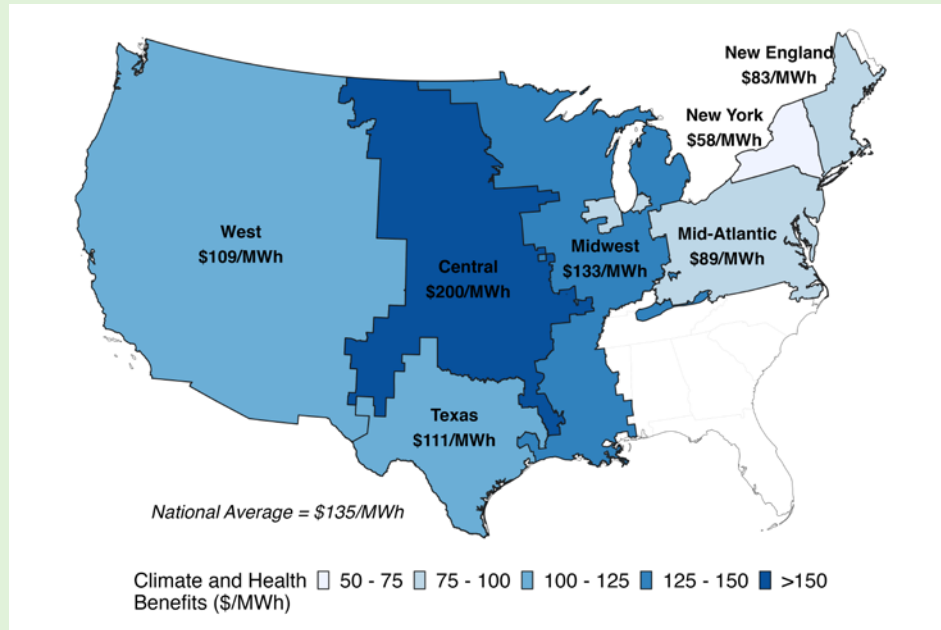 New England
$83/MWh
New York
$58/MWh
West
$109/MWh
Central
$200/MWh
Midwest
$133/MWh
Mid-Atlantic
$89/MWh
Texas
$111/MWh
National Average = $135/MWh
Climate and Health 50 - 75 75 - 100 100 - 125 125 - 150 >150
Benefits ($/MWh)